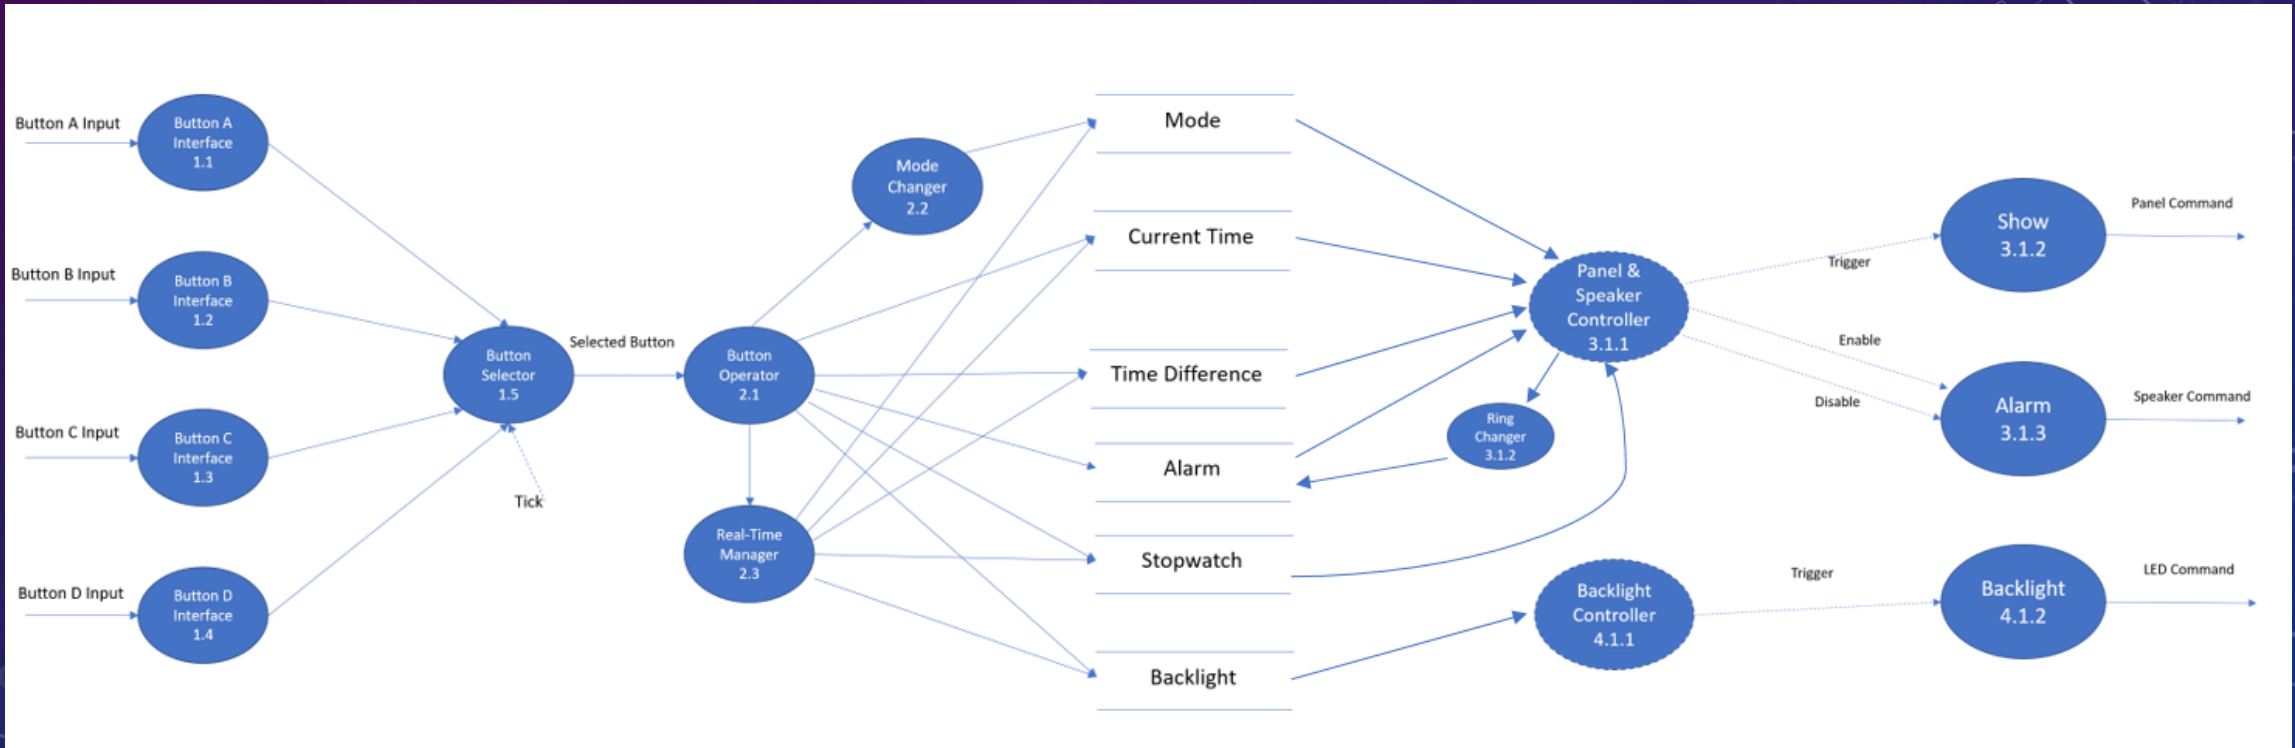 Button A Input
Button A
Interface
1.1
Button B Input
Button B
Interface
1.2
Button C Input
Button C
Interface
1.3
Button D Input
Button D
Interface
1.4
Button
Selector
1.5
Tick
Selected Button
Button
Operator
2.1
Mode
Changer
2.2
Real-Time
Manager
2.3
Mode
Current Time
Time Difference
Alarm
Stopwatch
Backlight
Panel &
Speaker
Controller
3.1.1
Ring
Changer
3.1.2
Backlight
Controller
4.1.1
Trigger
Enable
Disable
Trigger
Show
3.1.2
Panel Command
Alarm
3.1.3
Speaker Command
Backlight
4.1.2
LED Command